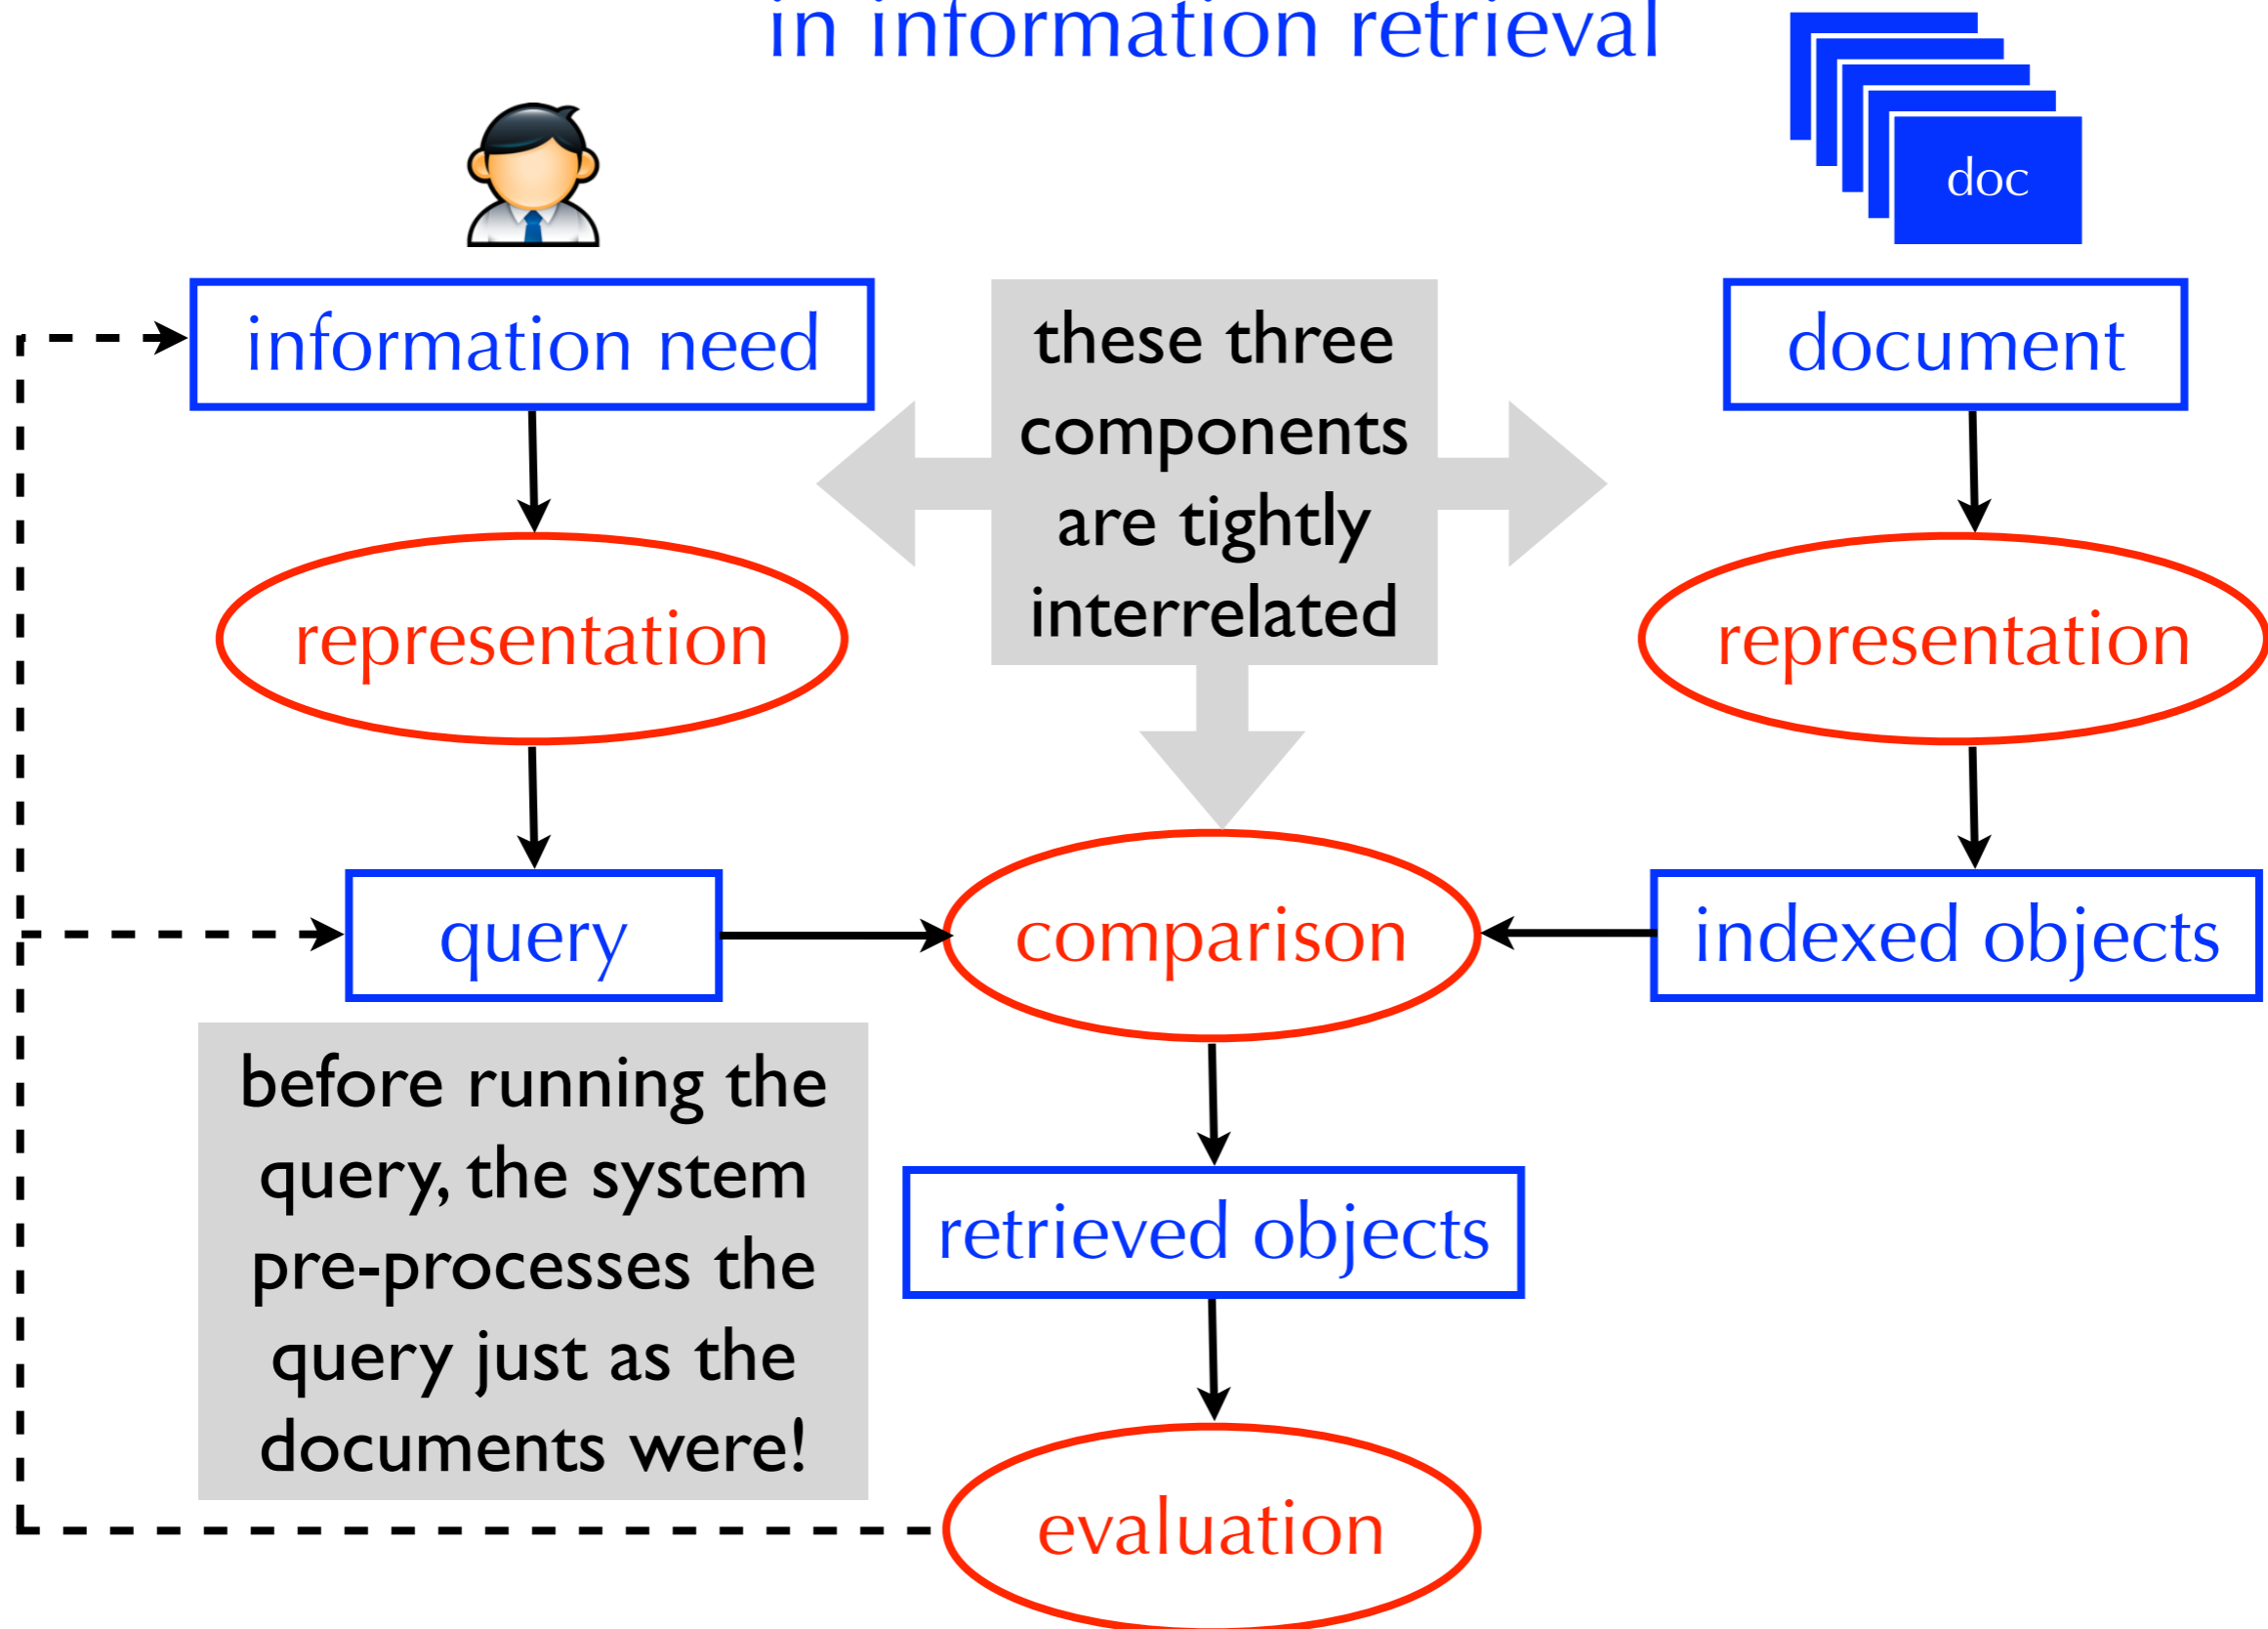 in information retrieval
doc
information need
these three
components
are tightly
interrelated
document
representation
representation
query
comparison
indexed objects
before running the
query, the system
pre-processes the
query just as the
documents were!
retrieved objects
evaluation